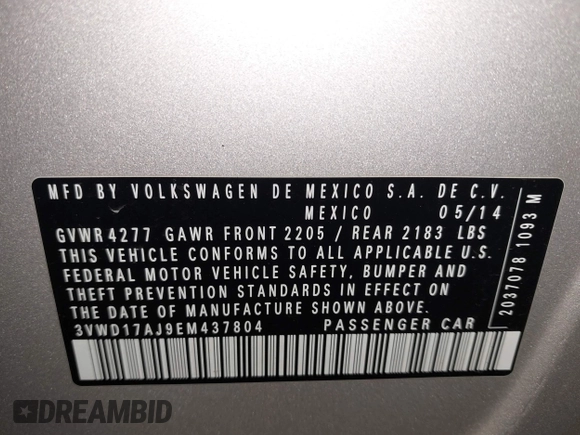 MFD BY VOLKSWAGEN DE MEXICO S.A. DE C.V.
MEXICO 05/14
GVWR 4277 GAWR FRONT 2205 / REAR 2183 LBS
THIS VEHICLE CONFORMS TO ALL APPLICABLE U.S.
FEDERAL MOTOR VEHICLE SAFETY, BUMPER AND
THEFT PREVENTION STANDARDS IN EFFECT ON
THE DATE OF MANUFACTURE SHOWN ABOVE.
3VWD17AJ9EM437804 PASSENGER CAR
2037078 1093 M
DREAMBID